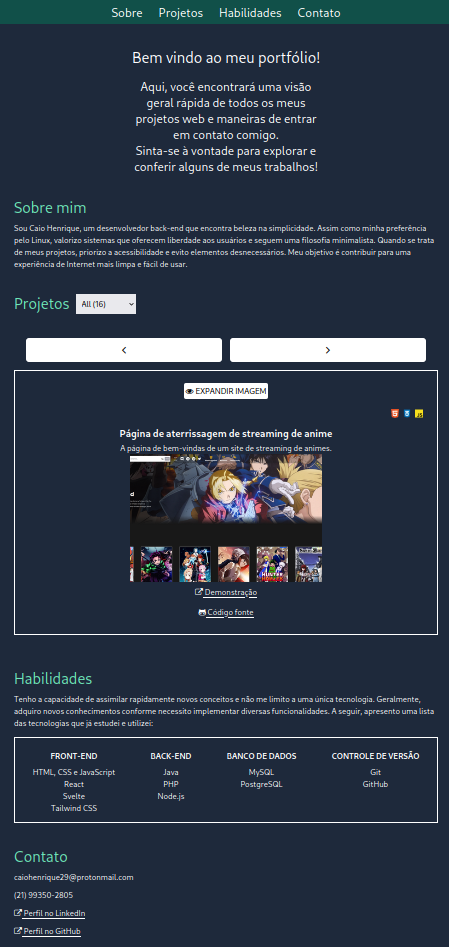 Sobre Projetos Habilidades Contato
Bem vindo ao meu portfólio!
Aqui, você encontrará uma visão
geral rápida de todos os meus
projetos web e maneiras de entrar
em contato comigo.
Sinta-se à vontade para explorar e
conferir alguns de meus trabalhos!
Sobre mim
Sou Caio Henrique, um desenvolvedor back-end que encontra beleza na simplicidade. Assim como minha preferência
pelo Linux, valorizo sistemas que oferecem liberdade aos usuários e seguem uma filosofia minimalista. Quando se trata
de meus projetos, priorizo a acessibilidade e evito elementos desnecessários. Meu objetivo é contribuir para uma
experiência de Internet mais limpa e fácil de usar.
Projetos All (16)
EXPANDIR IMAGEM
Página de aterrissagem de streaming de anime
A página de bem-vindas de um site de streaming de animes.
Demonstração
Código fonte
Habilidades
Tenho a capacidade de assimilar rapidamente novos conceitos e não me limito a uma única tecnologia. Geralmente,
adquiro novos conhecimentos conforme necessito implementar diversas funcionalidades. A seguir, apresento uma lista
das tecnologias que já estudei e utilizei:
FRONT-END BACK-END BANCO DE DADOS CONTROLE DE VERSÃO
HTML, CSS e JavaScript Java MySQL Git
React PHP PostgreSQL GitHub
Svelte Node.js
Tailwind CSS
Contato
caiohenrique29@protonmail.com
(21) 99350-2805
Perfil no LinkedIn
Perfil no GitHub